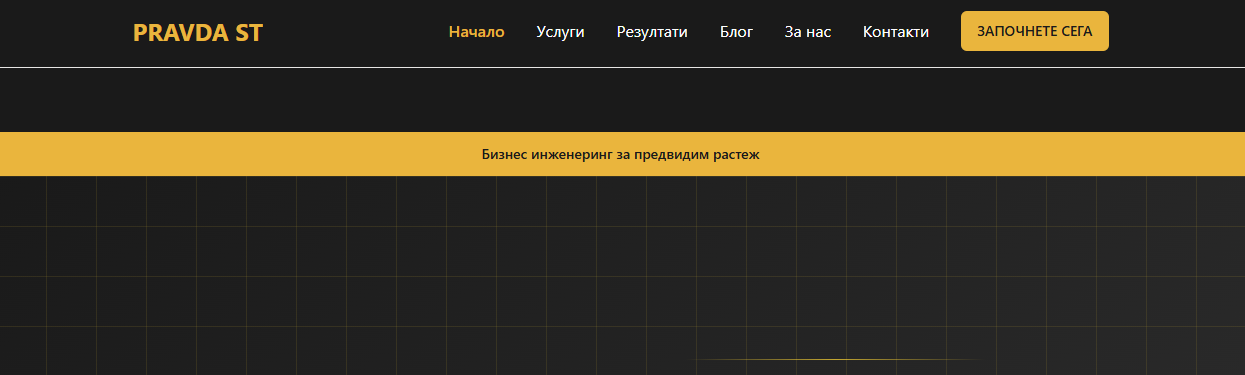 PRAVDA ST
Начало Услуги Резултати Блог За нас Контакти ЗАПОЧНЕТЕ СЕГА
Бизнес инженеринг за предвидим растеж